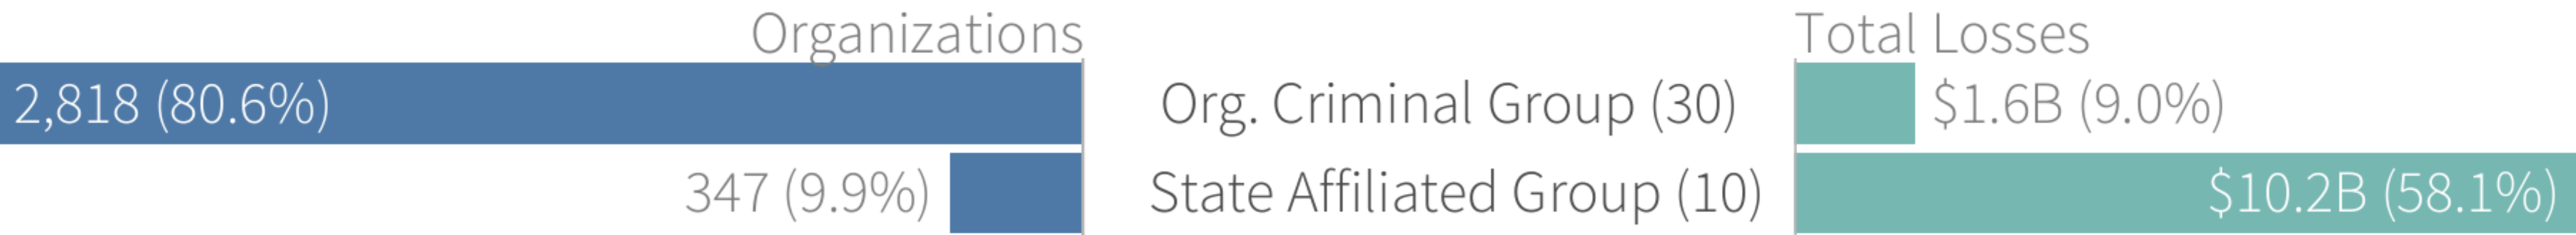 Organizations Total Losses
2,818 (80.6%) Org. Criminal Group (30) $1.6B (9.0%)
347 (9.9%) State Affiliated Group (10) $10.2B (58.1%)